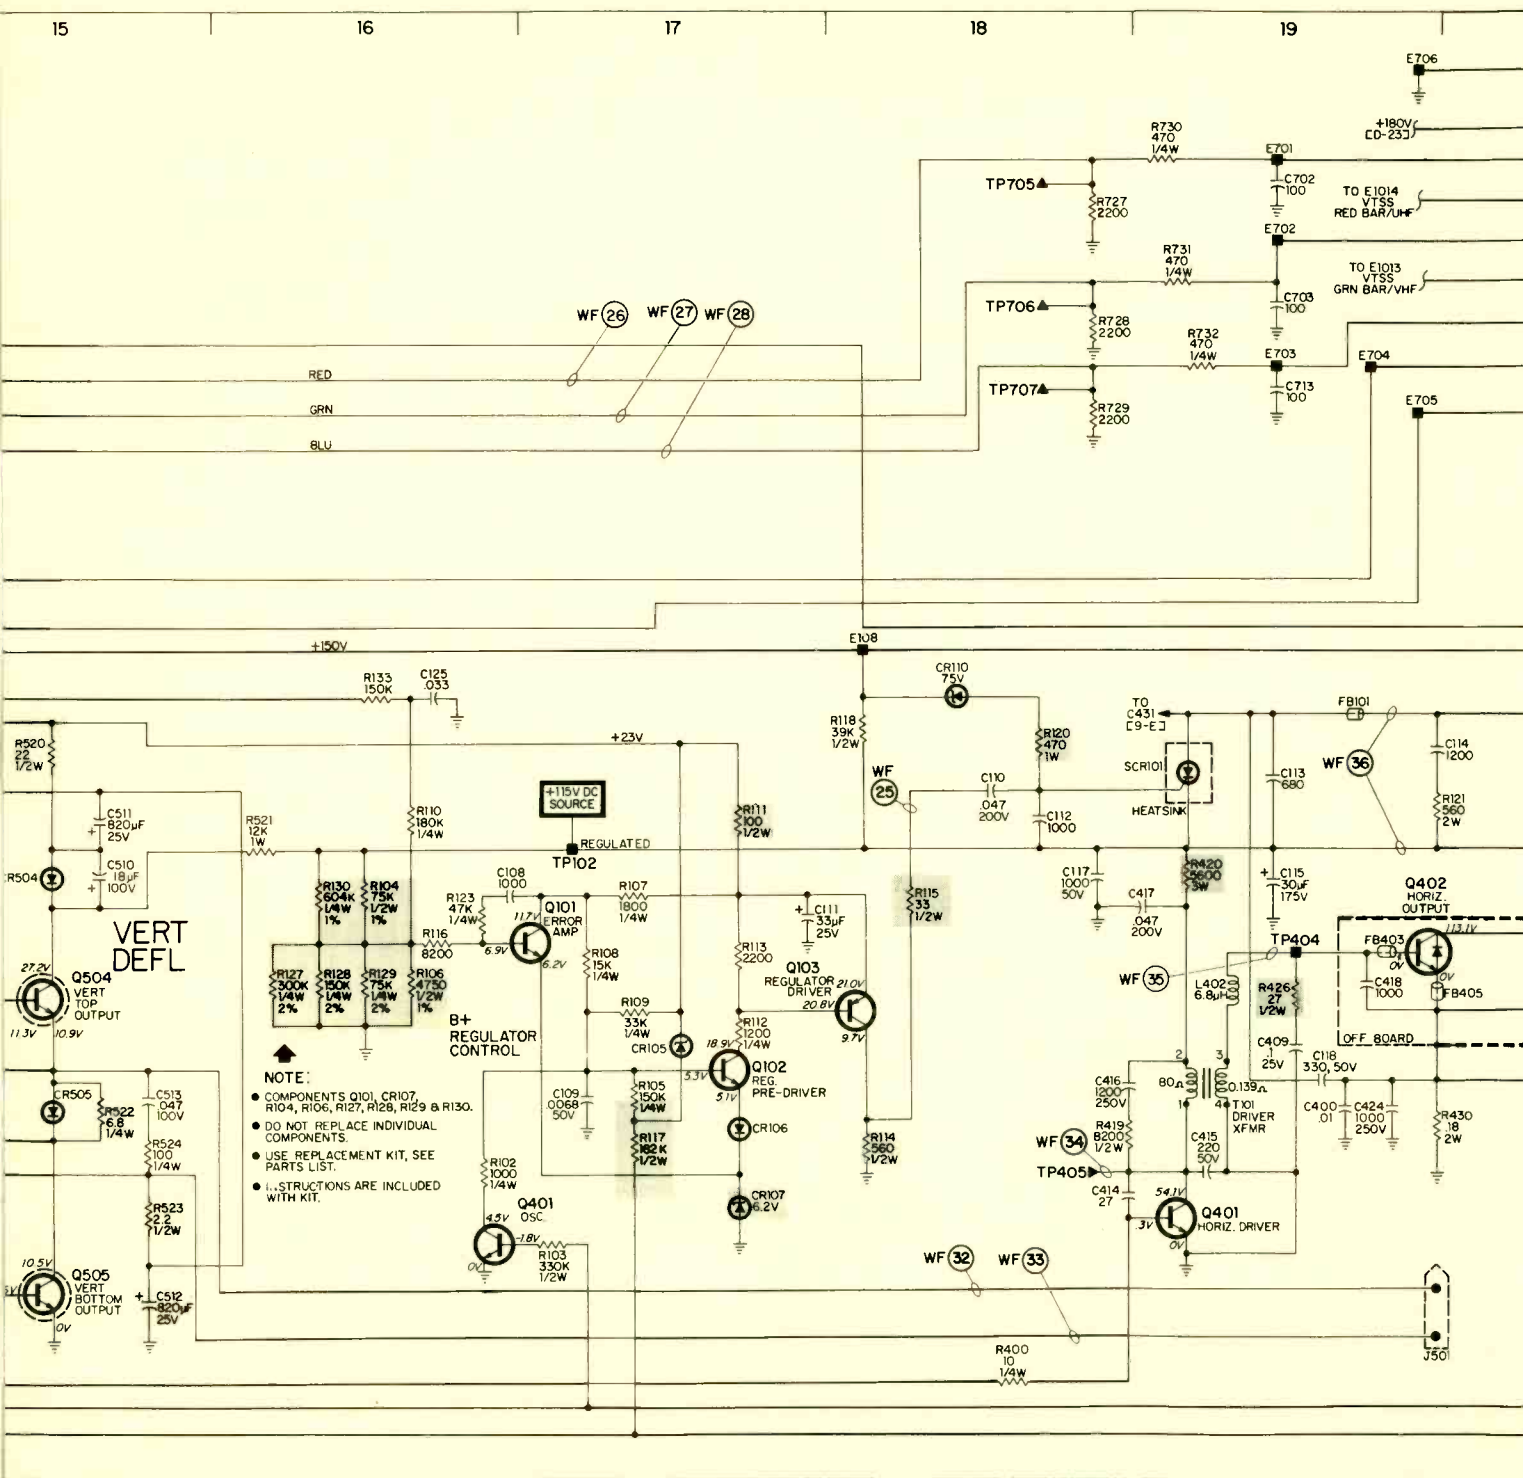 15
16
17
18
19
E706
+180V
[D-23]
R730
470
1/4W
E701
C702
100
TP705
R727
2200
TO E1014
VTSS
RED BAR/UHF
E702
R731
470
1/4W
TO E1013
VTSS
GRN BAR/VHF
C703
100
TP706
R728
2200
WF 26
WF 27
WF 28
R732
470
1/4W
E703
E704
RED
TP707
C713
100
GRN
R729
2200
E705
BLU
+150V
E108
R133
150K
C125
.033
CR110
75V
TO
C431
[9-E]
FB101
R520
22
1/2W
+23V
R118
39K
1/2W
R120
470
1W
SCR101
HEATSINK
C113
680
WF 36
C114
1200
WF
25
C110
.047
200V
C112
1000
R121
560
2W
+115V DC
SOURCE
C511
820µF
25V
R521
12K
1W
R110
180K
1/4W
R111
100
1/2W
REGULATED
TP102
CR504
C510
18µF
100V
R130
604K
1/4W
1%
R104
75K
1/2W
1%
R123
47K
1/4W
C108
1000
Q101
ERROR
AMP
11.7V
6.9V
6.2V
R107
1800
1/4W
C111
33µF
25V
R115
33
1/2W
C117
1000
50V
C417
.047
200V
R420
5600
3W
C115
30µF
175V
Q402
HORIZ.
OUTPUT
113.1V
VERT
DEFL
R116
8200
R108
15K
1/4W
R113
2200
TP404
FB403
0V
0V
WF 35
27.2V
Q504
VERT
TOP
OUTPUT
11.3V
10.9V
R127
300K
1/4W
2%
R128
150K
1/4W
2%
R129
75K
1/4W
2%
R106
4750
1/2W
1%
Q103
REGULATOR
DRIVER
21.0V
20.8V
9.7V
L402
6.8µH
R426
27
1/2W
C418
1000
FB405
OFF BOARD
B+
REGULATOR
CONTROL
R109
33K
1/4W
CR105
R112
1200
1/4W
18.9V
Q102
REG.
PRE-DRIVER
5.3V
5.1V
C409
.1
25V
C118
330, 50V
NOTE:
• COMPONENTS Q101, CR107,
R104, R106, R127, R128, R129 & R130.
• DO NOT REPLACE INDIVIDUAL
COMPONENTS.
• USE REPLACEMENT KIT, SEE
PARTS LIST.
STRUCTIONS ARE INCLUDED
WITH KIT.
CR505
R522
6.8
1/4W
C513
.047
100V
R524
100
1/4W
R523
2.2
1/2W
C109
.0068
50V
R105
150K
1/4W
R117
182K
1/2W
CR106
CR107
6.2V
R114
560
1/2W
C416
1200
250V
R419
8200
1/2W
2
3
80Ω
0.139Ω
1
4
T101
DRIVER
XFMR
C400
.01
C424
1000
250V
R430
.18
2W
WF 34
TP405
C415
220
50V
C414
27
R102
1000
1/4W
Q401
OSC.
4.5V
-1.8V
0V
R103
330K
1/2W
54.1V
Q401
HORIZ. DRIVER
.3V
0V
10.5V
Q505
VERT
BOTTOM
OUTPUT
0V
C512
820µF
25V
WF 32
WF 33
R400
10
1/4W
J501